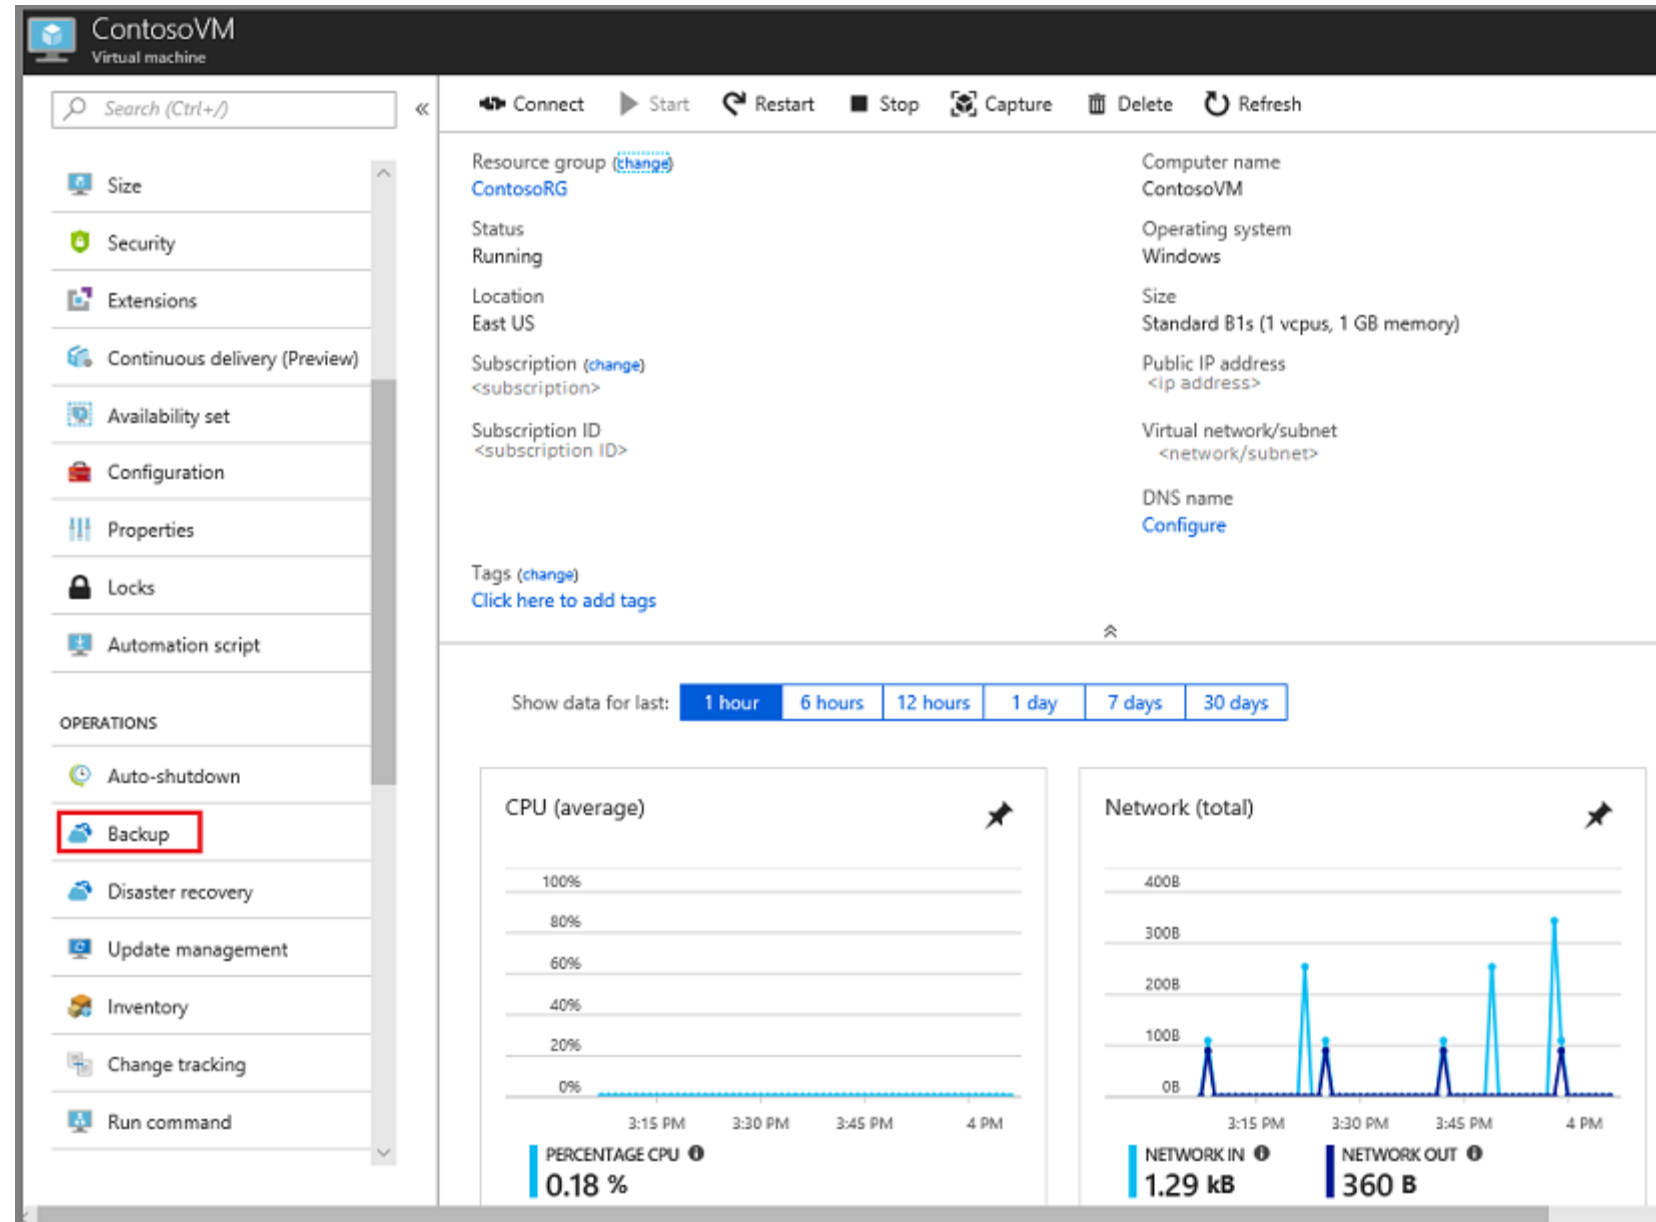 ContosoVM
Virtual machine
Search (Ctrl+/)
«
Size
Security
Extensions
Continuous delivery (Preview)
Availability set
Configuration
Properties
Locks
Automation script
OPERATIONS
Auto-shutdown
Backup
Disaster recovery
Update management
Inventory
Change tracking
Run command
Connect Start Restart Stop Capture Delete Refresh
Resource group (change)
ContosoRG
Status
Running
Location
East US
Subscription (change)
<subscription>
Subscription ID
<subscription ID>
Computer name
ContosoVM
Operating system
Windows
Size
Standard B1s (1 vcpus, 1 GB memory)
Public IP address
<ip address>
Virtual network/subnet
<network/subnet>
DNS name
Configure
Tags (change)
Click here to add tags
Show data for last: 1 hour 6 hours 12 hours 1 day 7 days 30 days
CPU (average)
100%
80%
60%
40%
20%
0%
3:15 PM 3:30 PM 3:45 PM 4 PM
PERCENTAGE CPU
0.18 %
Network (total)
400B
300B
200B
100B
0B
3:15 PM 3:30 PM 3:45 PM 4 PM
NETWORK IN NETWORK OUT
1.29 kB 360 B